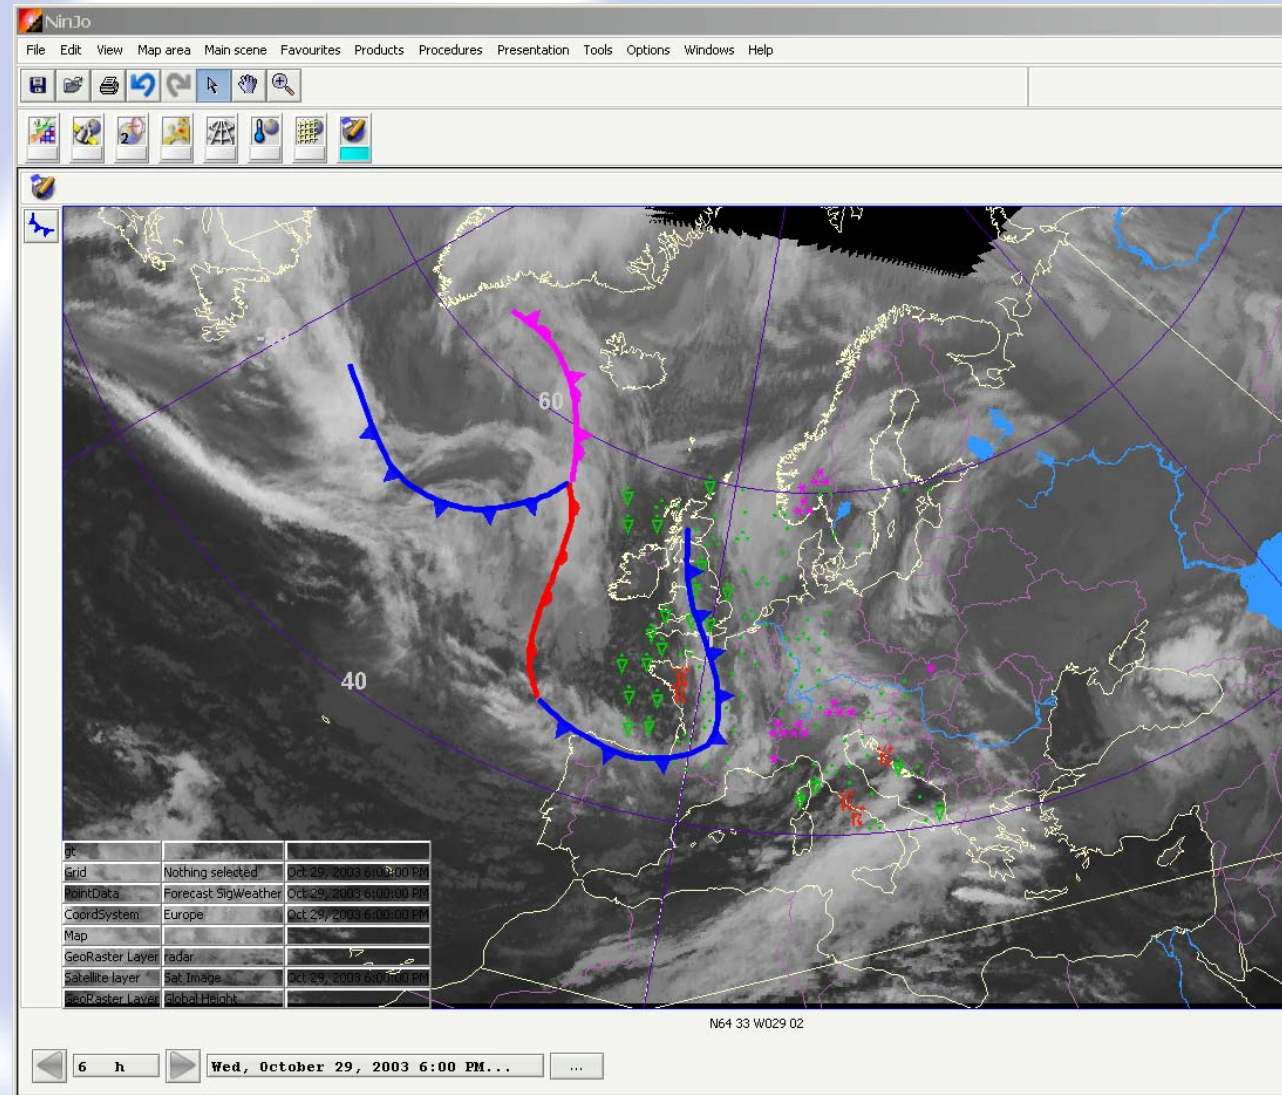 NinJo
File Edit View Map area Main scene Favourites Products Procedures Presentation Tools Options Windows Help
2
60
40
gt
Grid Nothing selected Oct 29, 2003 6:00:00 PM
PointData Forecast SigWeather Oct 29, 2003 6:00:00 PM
CoordSystem Europe Oct 29, 2003 6:00:00 PM
Map
GeoRaster Layer radar
Satellite layer Sat Image Oct 29, 2003 6:00:00 PM
GeoRaster Layer Global Height
N64 33 W029 02
6 h Wed, October 29, 2003 6:00 PM... ...